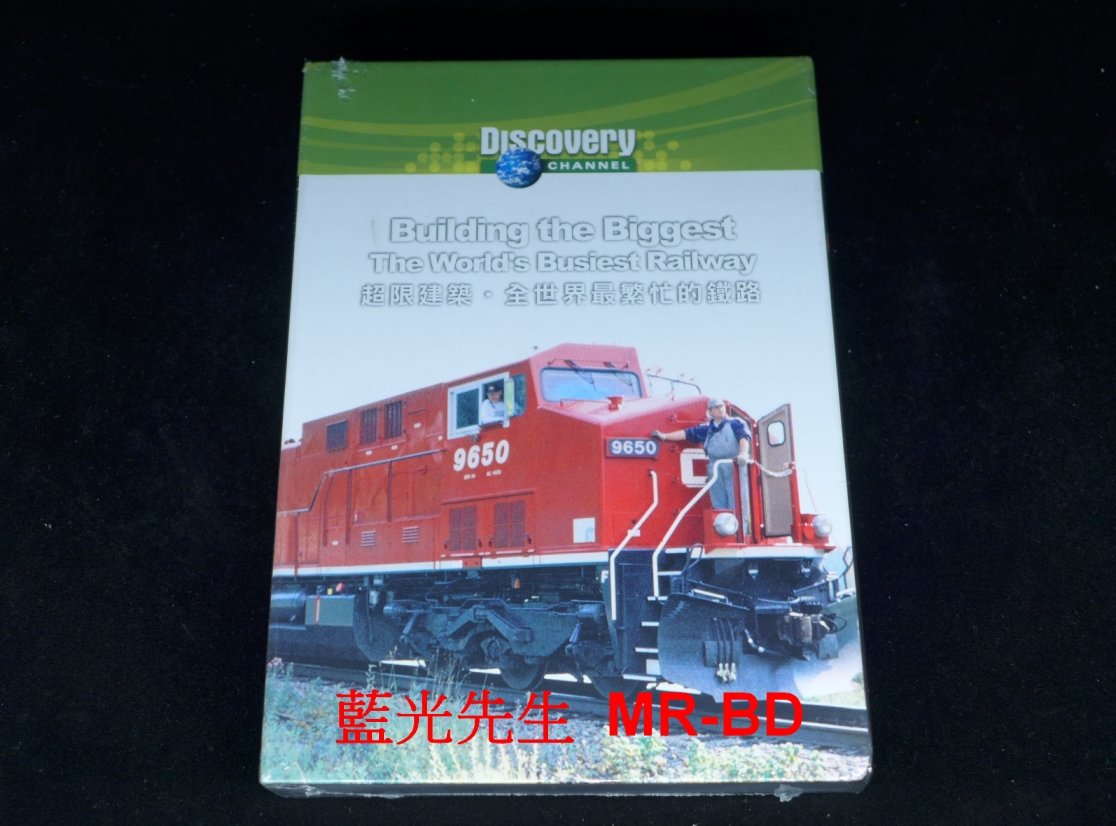 Discovery
CHANNEL
Building the Biggest
The World's Busiest Railway
超限建築・全世界最繁忙的鐵路
9650
9650
F
藍光先生 MR-BD